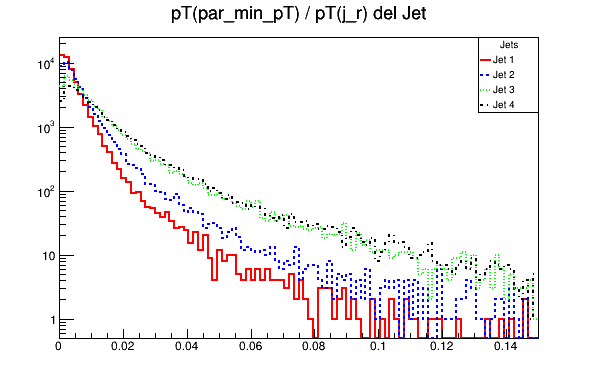 pT(par_min_pT) / pT(j_r) del Jet
Jets
Jet 1
Jet 2
Jet 3
Jet 4
10⁴
10³
10²
10
1
0 0.02 0.04 0.06 0.08 0.1 0.12 0.14